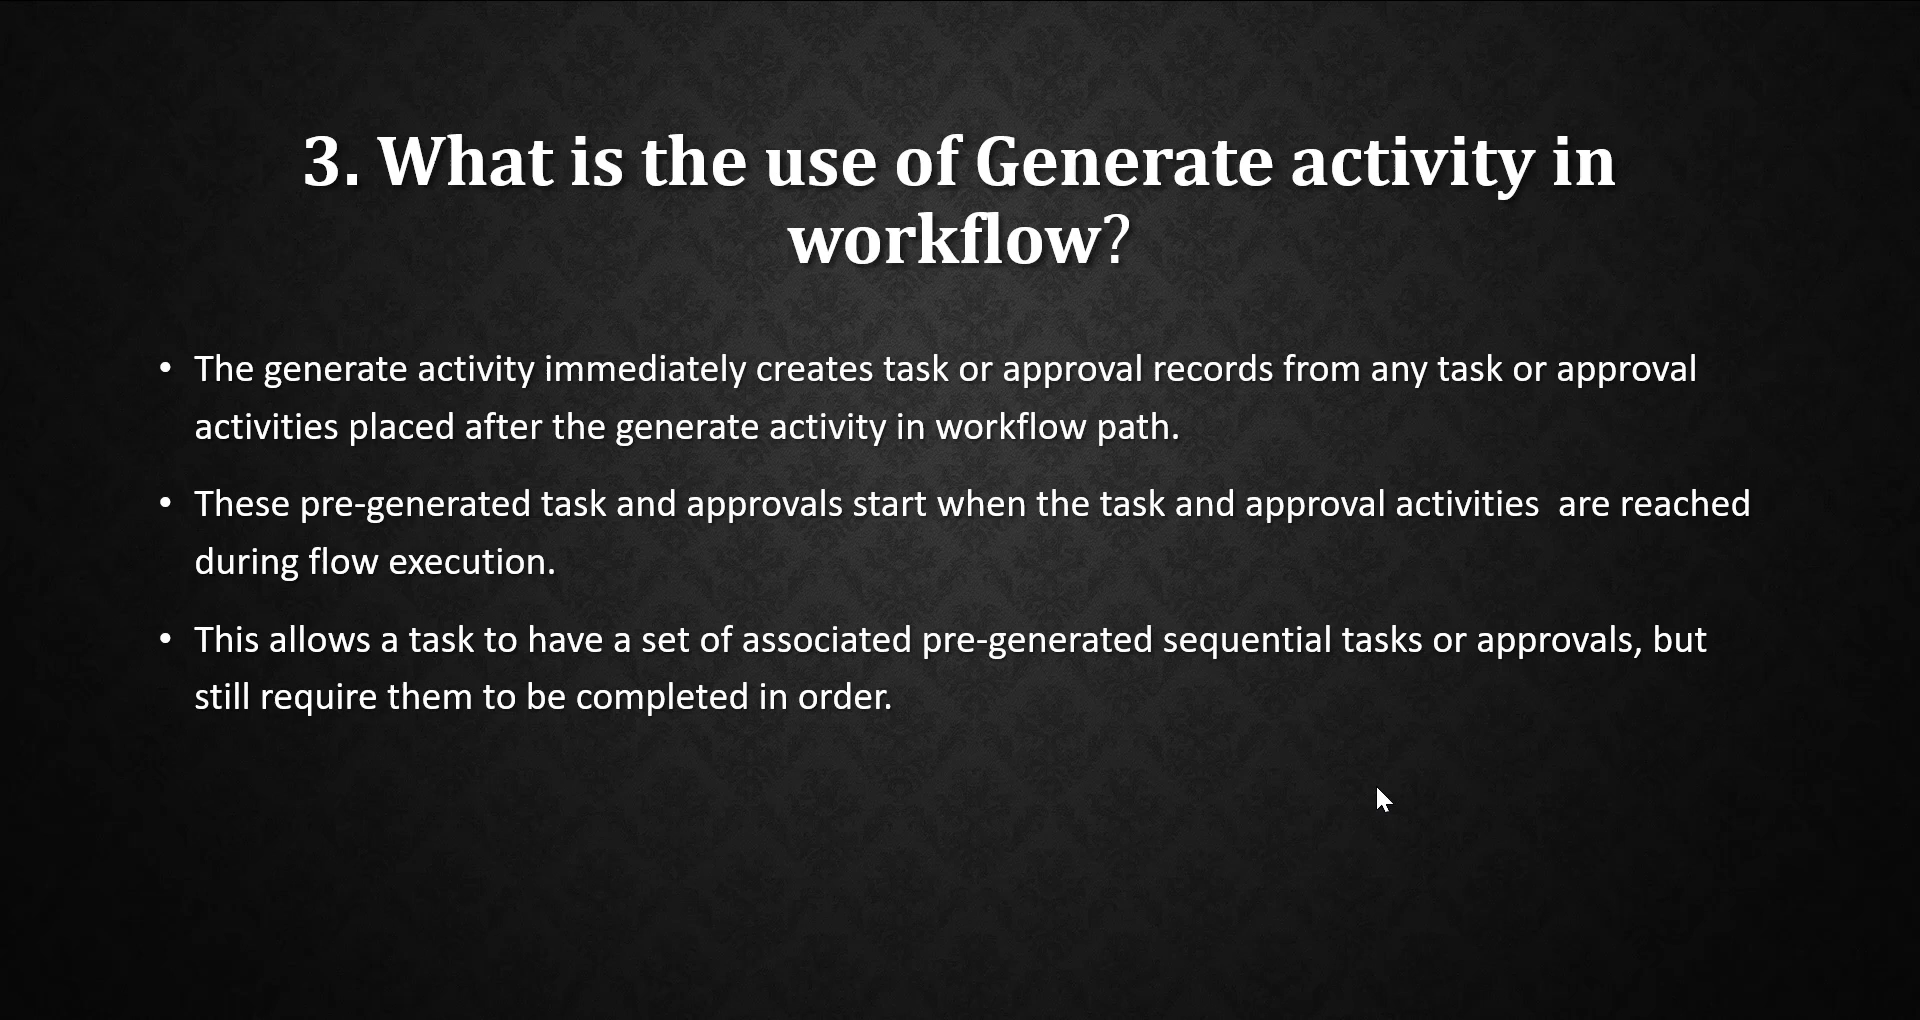 3. What is the use of Generate activity in
workflow?
• The generate activity immediately creates task or approval records from any task or approval
activities placed after the generate activity in workflow path.
• These pre-generated task and approvals start when the task and approval activities  are reached
during flow execution.
• This allows a task to have a set of associated pre-generated sequential tasks or approvals, but
still require them to be completed in order.